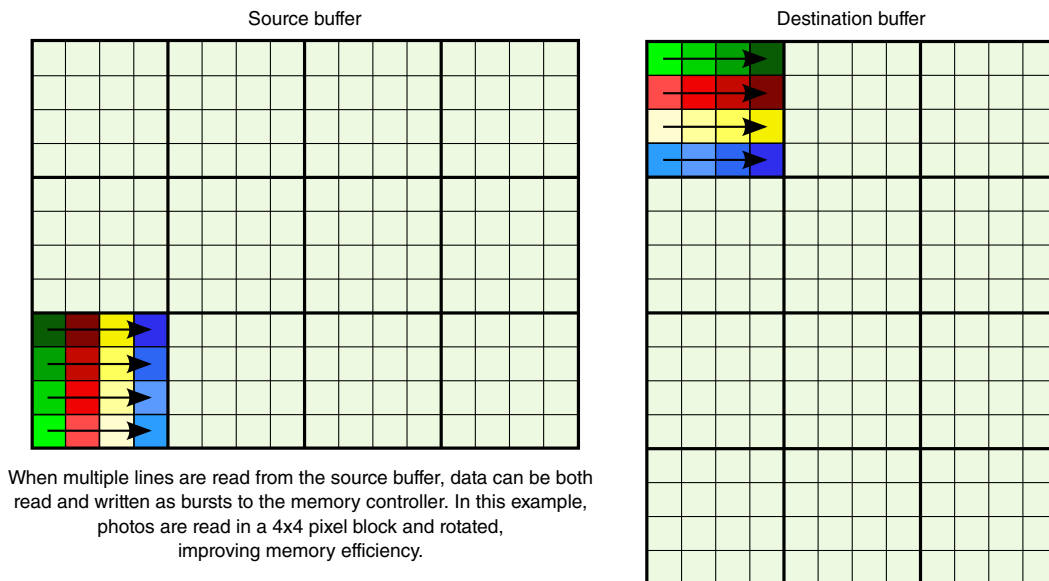 Source buffer
Destination buffer
When multiple lines are read from the source buffer, data can be both
read and written as bursts to the memory controller. In this example,
photos are read in a 4x4 pixel block and rotated,
improving memory efficiency.